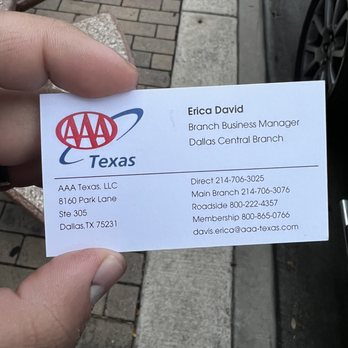 AAA
Texas
Erica David
Branch Business Manager
Dallas Central Branch
AAA Texas, LLC
8160 Park Lane
Ste 305
Dallas,TX 75231
Direct 214-706-3025
Main Branch 214-706-3076
Roadside 800-222-4357
Membership 800-865-0766
davis.erica@aaa-texas.com